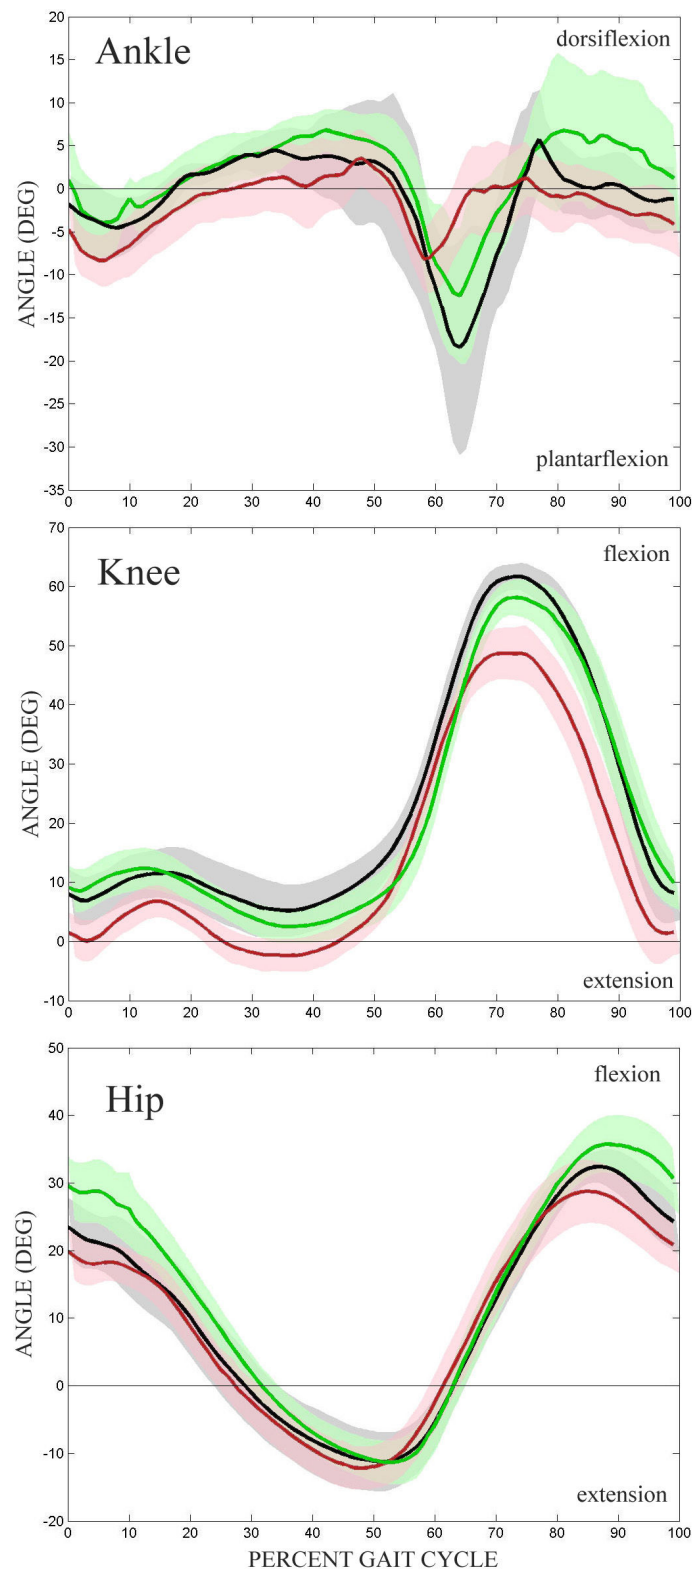 20
dorsiflexion
Ankle
15
10
5
0
-5
-10
-15
-20
-25
-30
plantarflexion
-35
0 10 20 30 40 50 60 70 80 90 100
ANGLE (DEG)
70
flexion
Knee
60
50
40
30
20
10
0
extension
-10
0 10 20 30 40 50 60 70 80 90 100
ANGLE (DEG)
50
flexion
Hip
40
30
20
10
0
-10
extension
-20
0 10 20 30 40 50 60 70 80 90 100
ANGLE (DEG)
PERCENT GAIT CYCLE